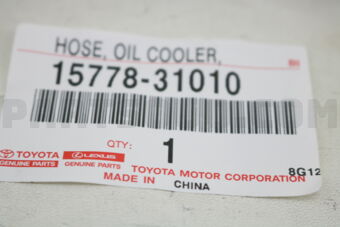 HOSE, OIL COOLER,
15778-31010
QTY: 1
TOYOTA LEXUS
GENUINE PARTS GENUINE PARTS
TOYOTA MOTOR CORPORATION 8G12
MADE IN CHINA